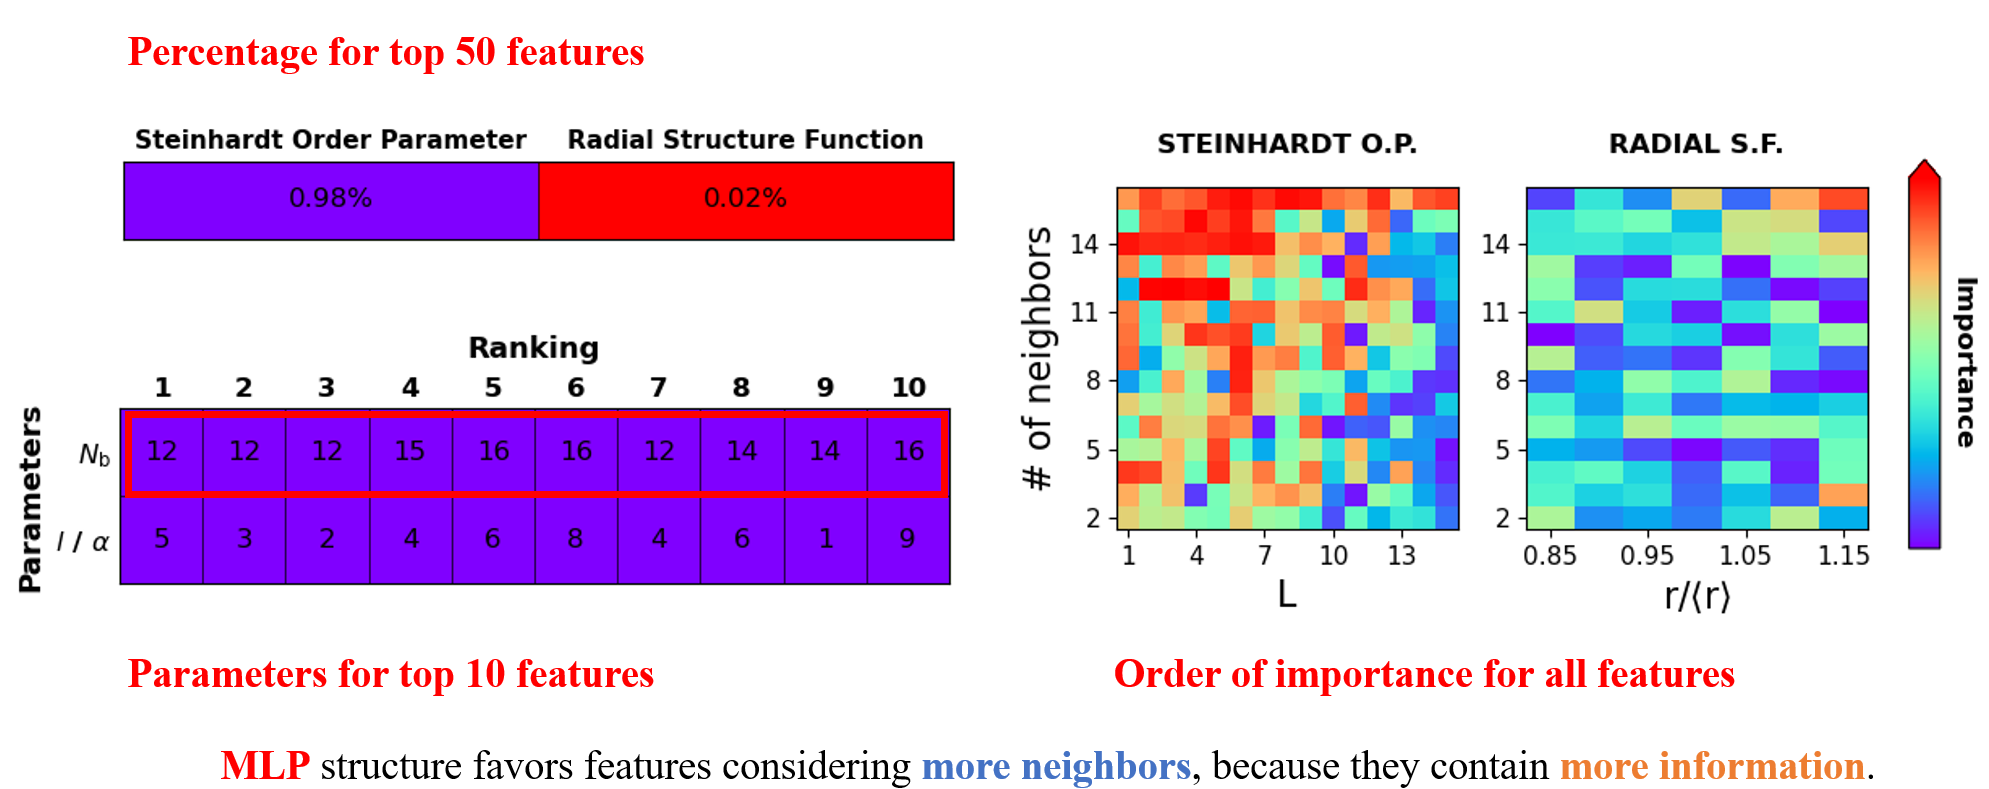 Percentage for top 50 features
Steinhardt Order Parameter Radial Structure Function
0.98% 0.02%
Ranking
1 2 3 4 5 6 7 8 9 10
Parameters
Nb 12 12 12 15 16 16 12 14 14 16
l / α 5 3 2 4 6 8 4 6 1 9
Parameters for top 10 features
STEINHARDT O.P. RADIAL S.F.
# of neighbors
14
11
8
5
2
1 4 7 10 13
L
14
11
8
5
2
0.85 0.95 1.05 1.15
r/⟨r⟩
Importance
Order of importance for all features
MLP structure favors features considering more neighbors, because they contain more information.